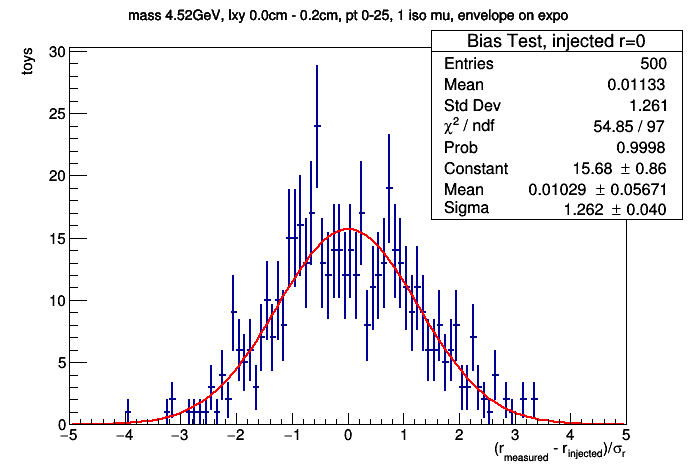 mass 4.52GeV, lxy 0.0cm - 0.2cm, pt 0-25, 1 iso mu, envelope on expo
toys
Bias Test, injected r=0
Entries 500
Mean 0.01133
Std Dev 1.261
χ² / ndf 54.85 / 97
Prob 0.9998
Constant 15.68 ± 0.86
Mean 0.01029 ± 0.05671
Sigma 1.262 ± 0.040
30
25
20
15
10
5
0
−5 −4 −3 −2 −1 0 1 2 3 4 5
(r_measured - r_injected)/σ_r